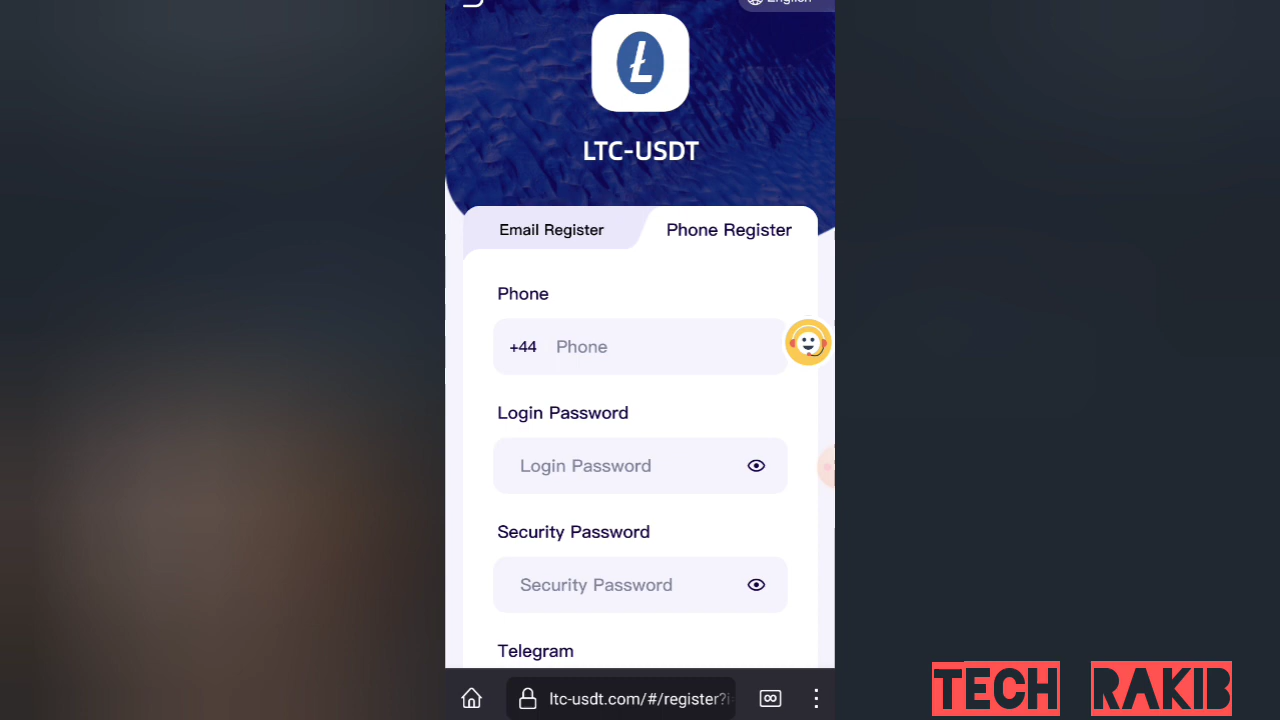 English
Ł
LTC-USDT
Email Register
Phone Register
Phone
+44 Phone
Login Password
Login Password
Security Password
Security Password
Telegram
ltc-usdt.com/#/register?i
TECH RAKIB